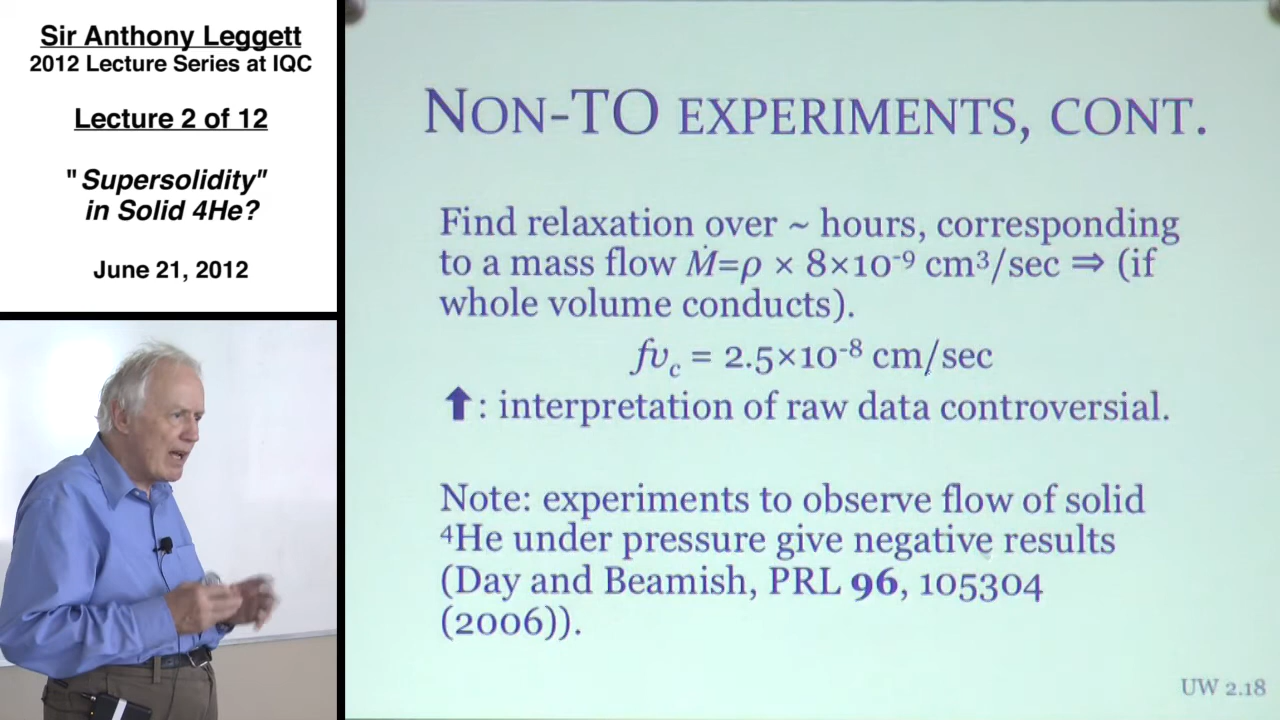 Sir Anthony Leggett
2012 Lecture Series at IQC
Lecture 2 of 12
"Supersolidity"
in Solid 4He?
June 21, 2012
NON-TO EXPERIMENTS, CONT.
Find relaxation over ~ hours, corresponding
to a mass flow Ṁ=ρ × 8×10⁻⁹ cm³/sec ⇒ (if
whole volume conducts).
fv꜀ = 2.5×10⁻⁸ cm/sec
⬆: interpretation of raw data controversial.
Note: experiments to observe flow of solid
⁴He under pressure give negative results
(Day and Beamish, PRL 96, 105304
(2006)).
UW 2.18